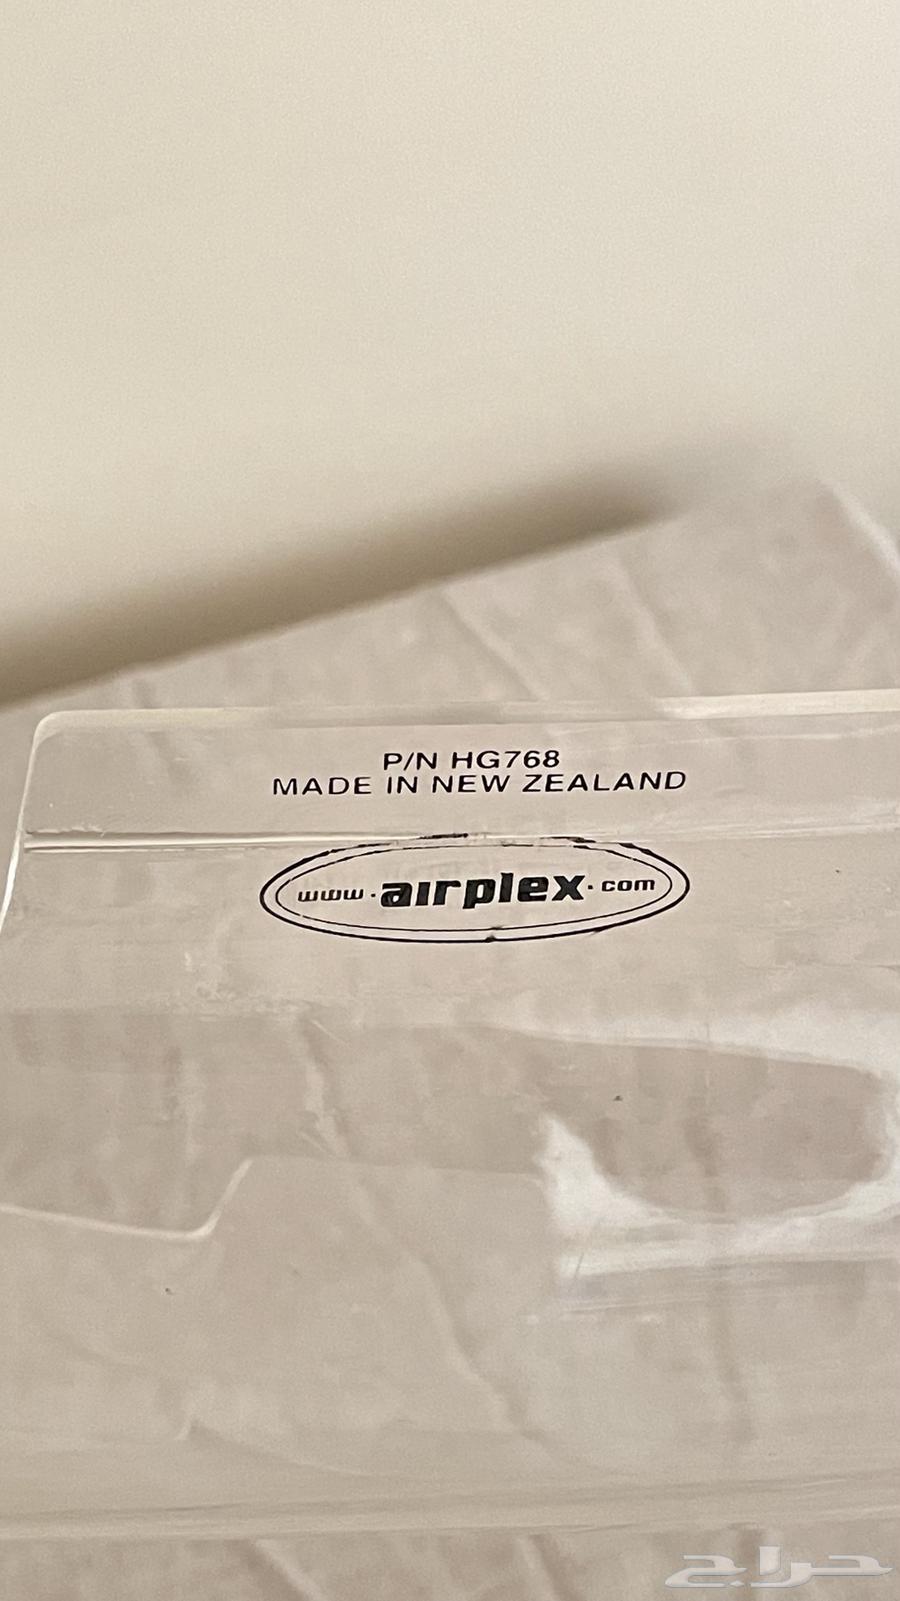 P/N HG768
MADE IN NEW ZEALAND
www.airplex.com
حراج